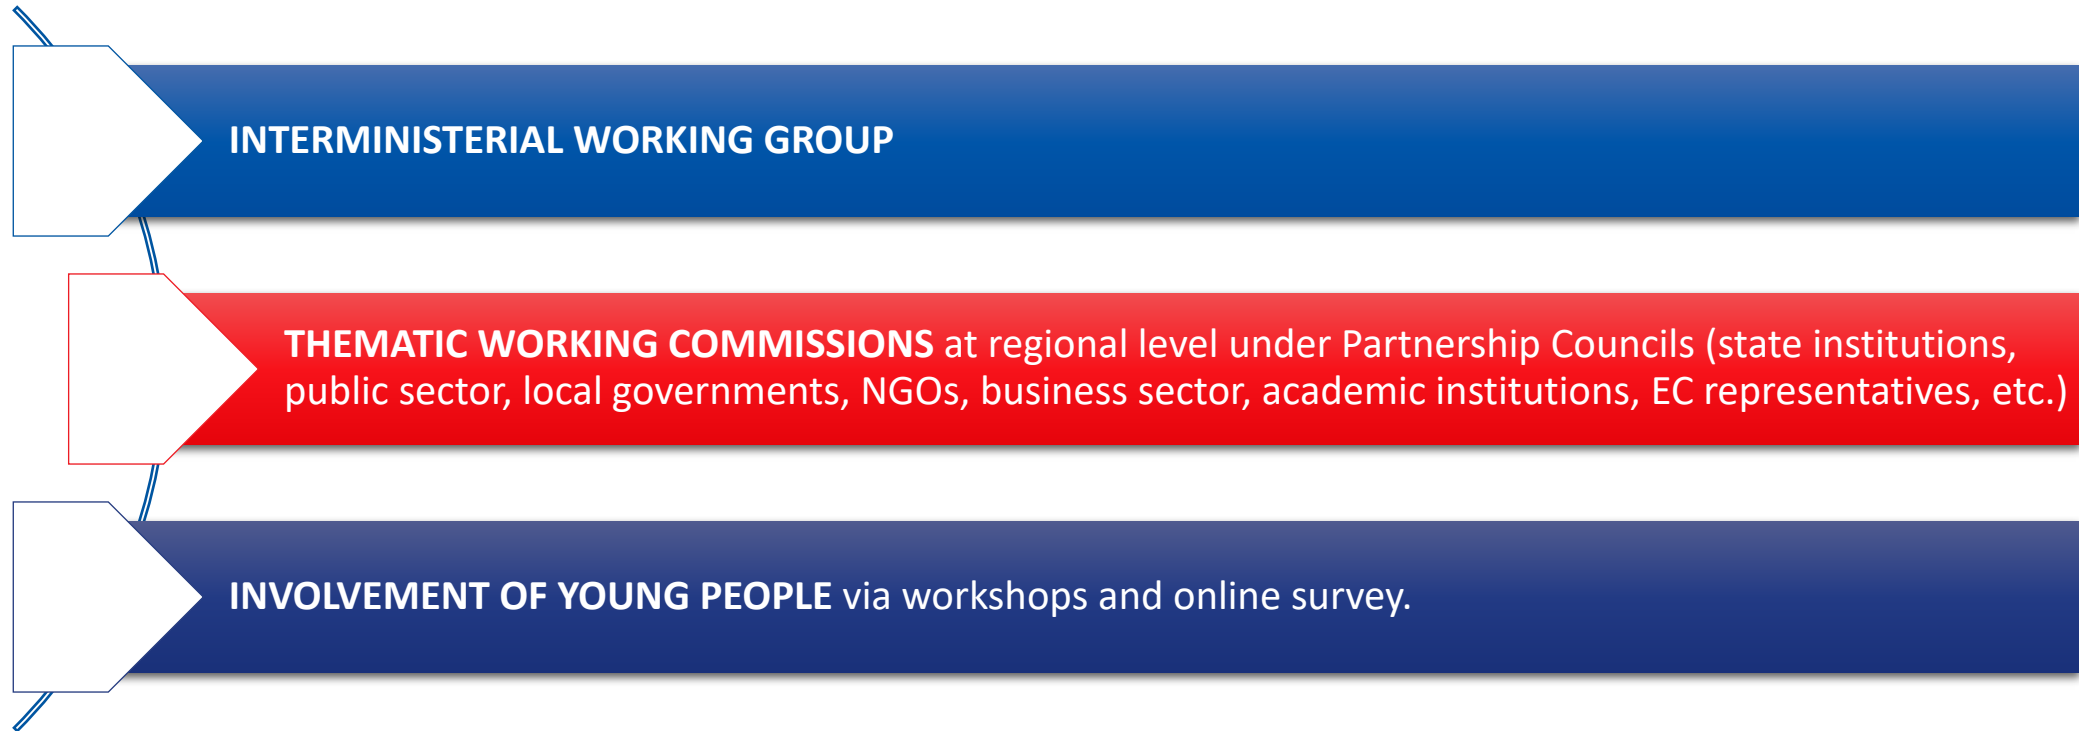 INTERMINISTERIAL WORKING GROUP
THEMATIC WORKING COMMISSIONS at regional level under Partnership Councils (state institutions,
public sector, local governments, NGOs, business sector, academic institutions, EC representatives, etc.)
INVOLVEMENT OF YOUNG PEOPLE via workshops and online survey.